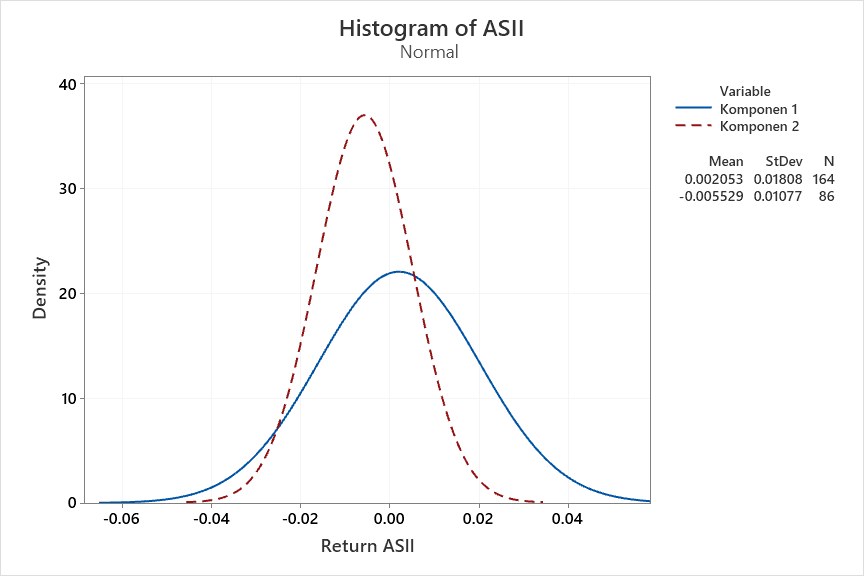 Histogram of ASII
Normal
40
30
20
10
0
Density
-0.06 -0.04 -0.02 0.00 0.02 0.04
Return ASII
Variable
Komponen 1
Komponen 2
Mean StDev N
0.002053 0.01808 164
-0.005529 0.01077 86